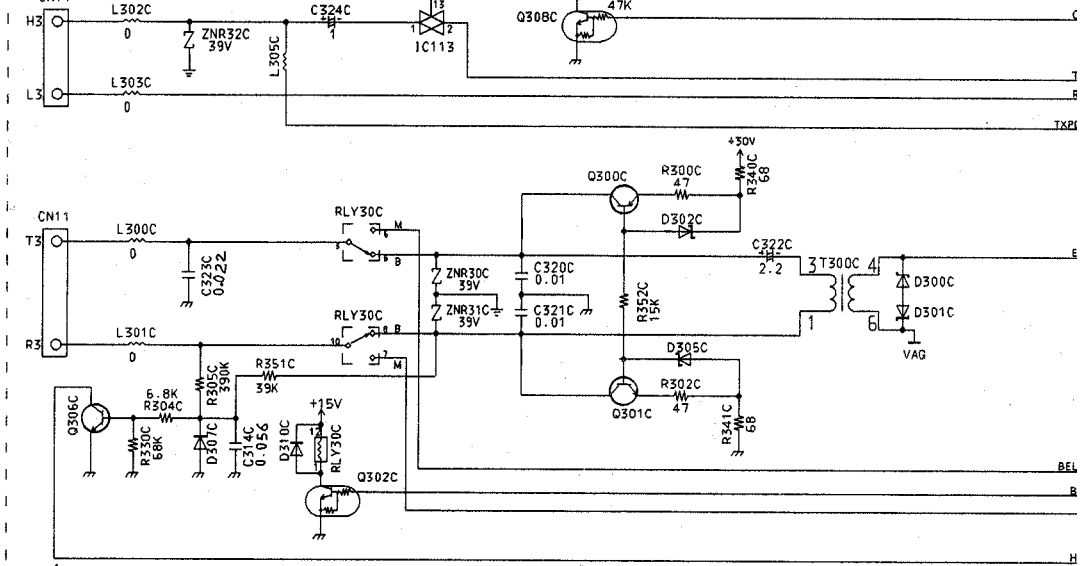 H3
L302C
0
ZNR32C
39V
L305C
C324C
1
13
1
2
IC113
Q308C
47K
L3
L303C
0
TXP
+30V
R340C
68
Q300C
R300C
47
D302C
CN11
T3
L300C
0
C323C
0.022
RLY30C
M
B
ZNR30C
39V
ZNR31C
39V
C320C
0.01
C321C
0.01
R352C
15K
C322C
2.2
3
T300C
4
1
6
D300C
D301C
VAG
E
R3
L301C
0
RLY30C
10
8
B
7
M
D305C
R302C
47
Q301C
R341C
68
R305C
390K
R351C
39K
Q306C
6.8K
R304C
R330C
68K
D307C
C314C
0.056
+15V
D310C
12
1
RLY30C
Q302C
BEL
B
H